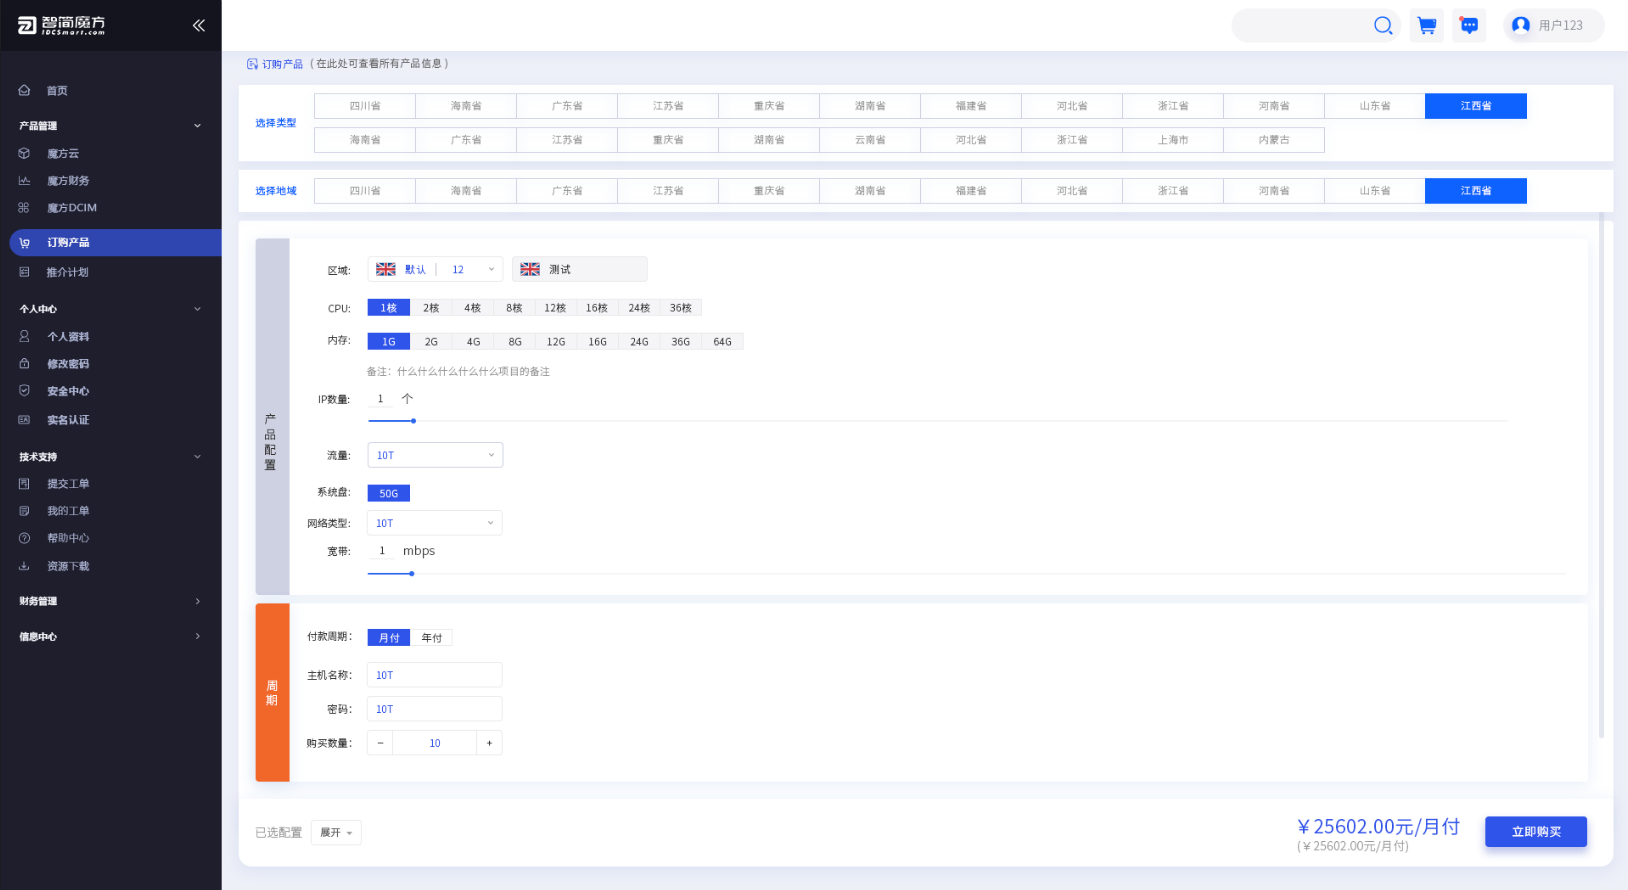 智简魔方
IDCSmart.com
用户123
首页
产品管理
魔方云
魔方财务
魔方DCIM
订购产品
推介计划
个人中心
个人资料
修改密码
安全中心
实名认证
技术支持
提交工单
我的工单
帮助中心
资源下载
财务管理
信息中心
订购产品 (在此处可查看所有产品信息)
选择类型
四川省 海南省 广东省 江苏省 重庆省 湖南省 福建省 河北省 浙江省 河南省 山东省 江西省
海南省 广东省 江苏省 重庆省 湖南省 云南省 河北省 浙江省 上海市 内蒙古
选择地域 四川省 海南省 广东省 江苏省 重庆省 湖南省 福建省 河北省 浙江省 河南省 山东省 江西省
产品配置
区域: 默认 | 12 测试
CPU: 1核 2核 4核 8核 12核 16核 24核 36核
内存: 1G 2G 4G 8G 12G 16G 24G 36G 64G
备注：什么什么什么什么什么项目的备注
IP数量: 1 个
流量: 10T
系统盘: 50G
网络类型: 10T
宽带: 1 mbps
周期
付款周期： 月付 年付
主机名称： 10T
密码： 10T
购买数量： − 10 +
已选配置 展开
￥25602.00元/月付
(￥25602.00元/月付)
立即购买